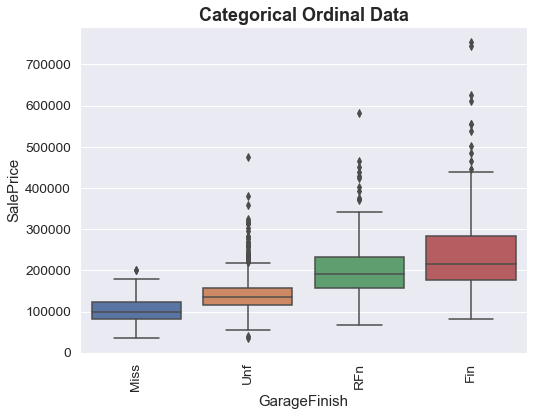 Categorical Ordinal Data
SalePrice
700000
600000
500000
400000
300000
200000
100000
0
Miss
Unf
RFn
Fin
GarageFinish